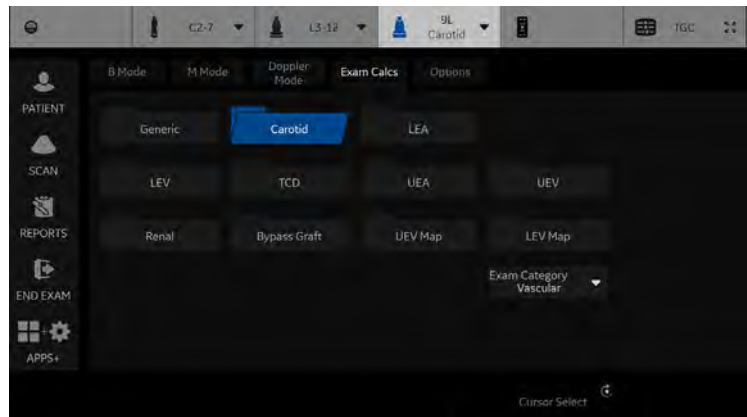 C2-7
L3-12
9L
Carotid
TGC
PATIENT
SCAN
REPORTS
END EXAM
APPS+
B Mode
M Mode
Doppler
Mode
Exam Calcs
Options
Generic
Carotid
LEA
LEV
TCD
UEA
UEV
Renal
Bypass Graft
UEV Map
LEV Map
Exam Category
Vascular
Cursor Select